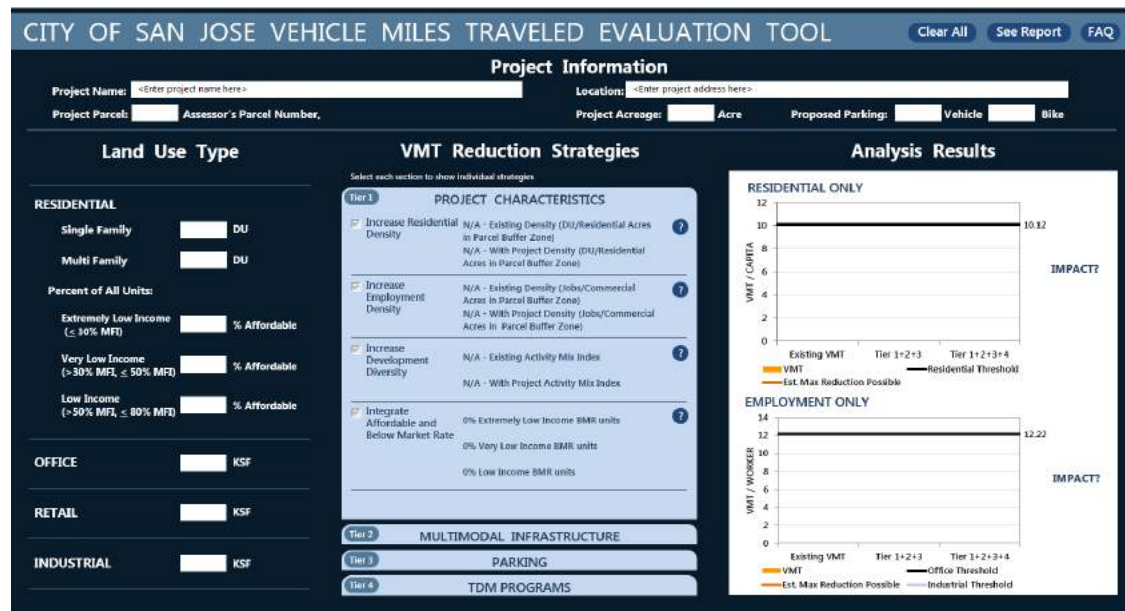 CITY OF SAN JOSE VEHICLE MILES TRAVELED EVALUATION TOOL
Clear All
See Report
FAQ
Project Information
Project Name: <Enter project name here>
Location: <Enter project address here>
Project Parcel: Assessor's Parcel Number,
Project Acreage: Acre
Proposed Parking: Vehicle Bike
Land Use Type
RESIDENTIAL
Single Family DU
Multi Family DU
Percent of All Units:
Extremely Low Income
(≤ 30% MFI) % Affordable
Very Low Income
(>30% MFI, ≤ 50% MFI) % Affordable
Low Income
(>50% MFI, ≤ 80% MFI) % Affordable
OFFICE KSF
RETAIL KSF
INDUSTRIAL KSF
VMT Reduction Strategies
Select each section to show individual strategies
Tier 1 PROJECT CHARACTERISTICS
Increase Residential
Density
N/A - Existing Density (DU/Residential Acres
in Parcel Buffer Zone)
N/A - With Project Density (DU/Residential
Acres in Parcel Buffer Zone)
?
Increase
Employment
Density
N/A - Existing Density (Jobs/Commercial
Acres in Parcel Buffer Zone)
N/A - With Project Density (Jobs/Commercial
Acres in Parcel Buffer Zone)
?
Increase
Development
Diversity
N/A - Existing Activity Mix Index
N/A - With Project Activity Mix Index
?
Integrate
Affordable and
Below Market Rate
0% Extremely Low Income BMR units
0% Very Low Income BMR units
0% Low Income BMR units
?
Tier 2 MULTIMODAL INFRASTRUCTURE
Tier 3 PARKING
Tier 4 TDM PROGRAMS
Analysis Results
RESIDENTIAL ONLY
VMT / CAPITA
12
10
8
6
4
2
0
10.12
IMPACT?
Existing VMT Tier 1+2+3 Tier 1+2+3+4
VMT Residential Threshold
Est. Max Reduction Possible
EMPLOYMENT ONLY
VMT / WORKER
14
12
10
8
6
4
2
0
12.22
IMPACT?
Existing VMT Tier 1+2+3 Tier 1+2+3+4
VMT Office Threshold
Est. Max Reduction Possible Industrial Threshold